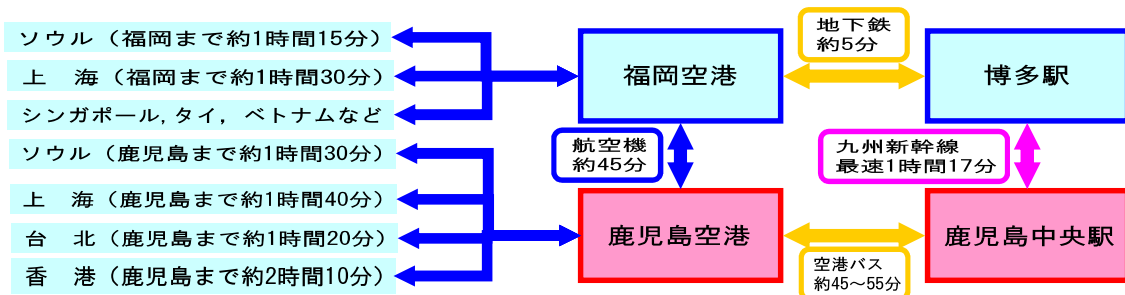 ソウル（福岡まで約1時間15分）
上　海（福岡まで約1時間30分）
シンガポール,タイ，ベトナムなど
ソウル（鹿児島まで約1時間30分）
上　海（鹿児島まで約1時間40分）
台　北（鹿児島まで約1時間20分）
香　港（鹿児島まで約2時間10分）
福岡空港
地下鉄
約5分
博多駅
航空機
約45分
九州新幹線
最速1時間17分
鹿児島空港
空港バス
約45～55分
鹿児島中央駅